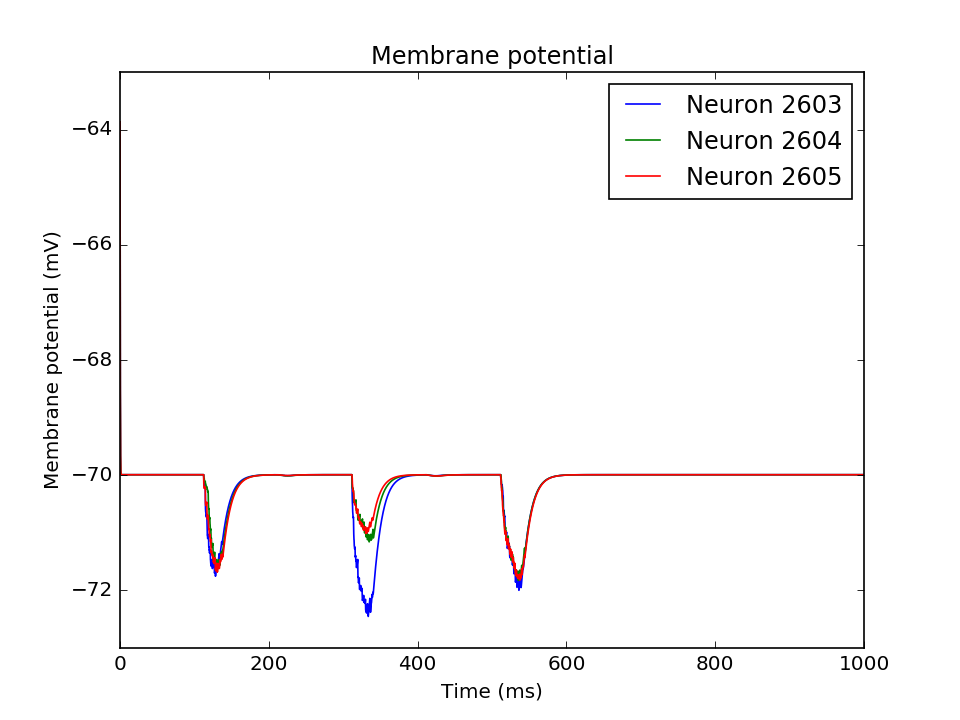 Membrane potential
Neuron 2603
Neuron 2604
Neuron 2605
Membrane potential (mV)
−64
−66
−68
−70
−72
0 200 400 600 800 1000
Time (ms)